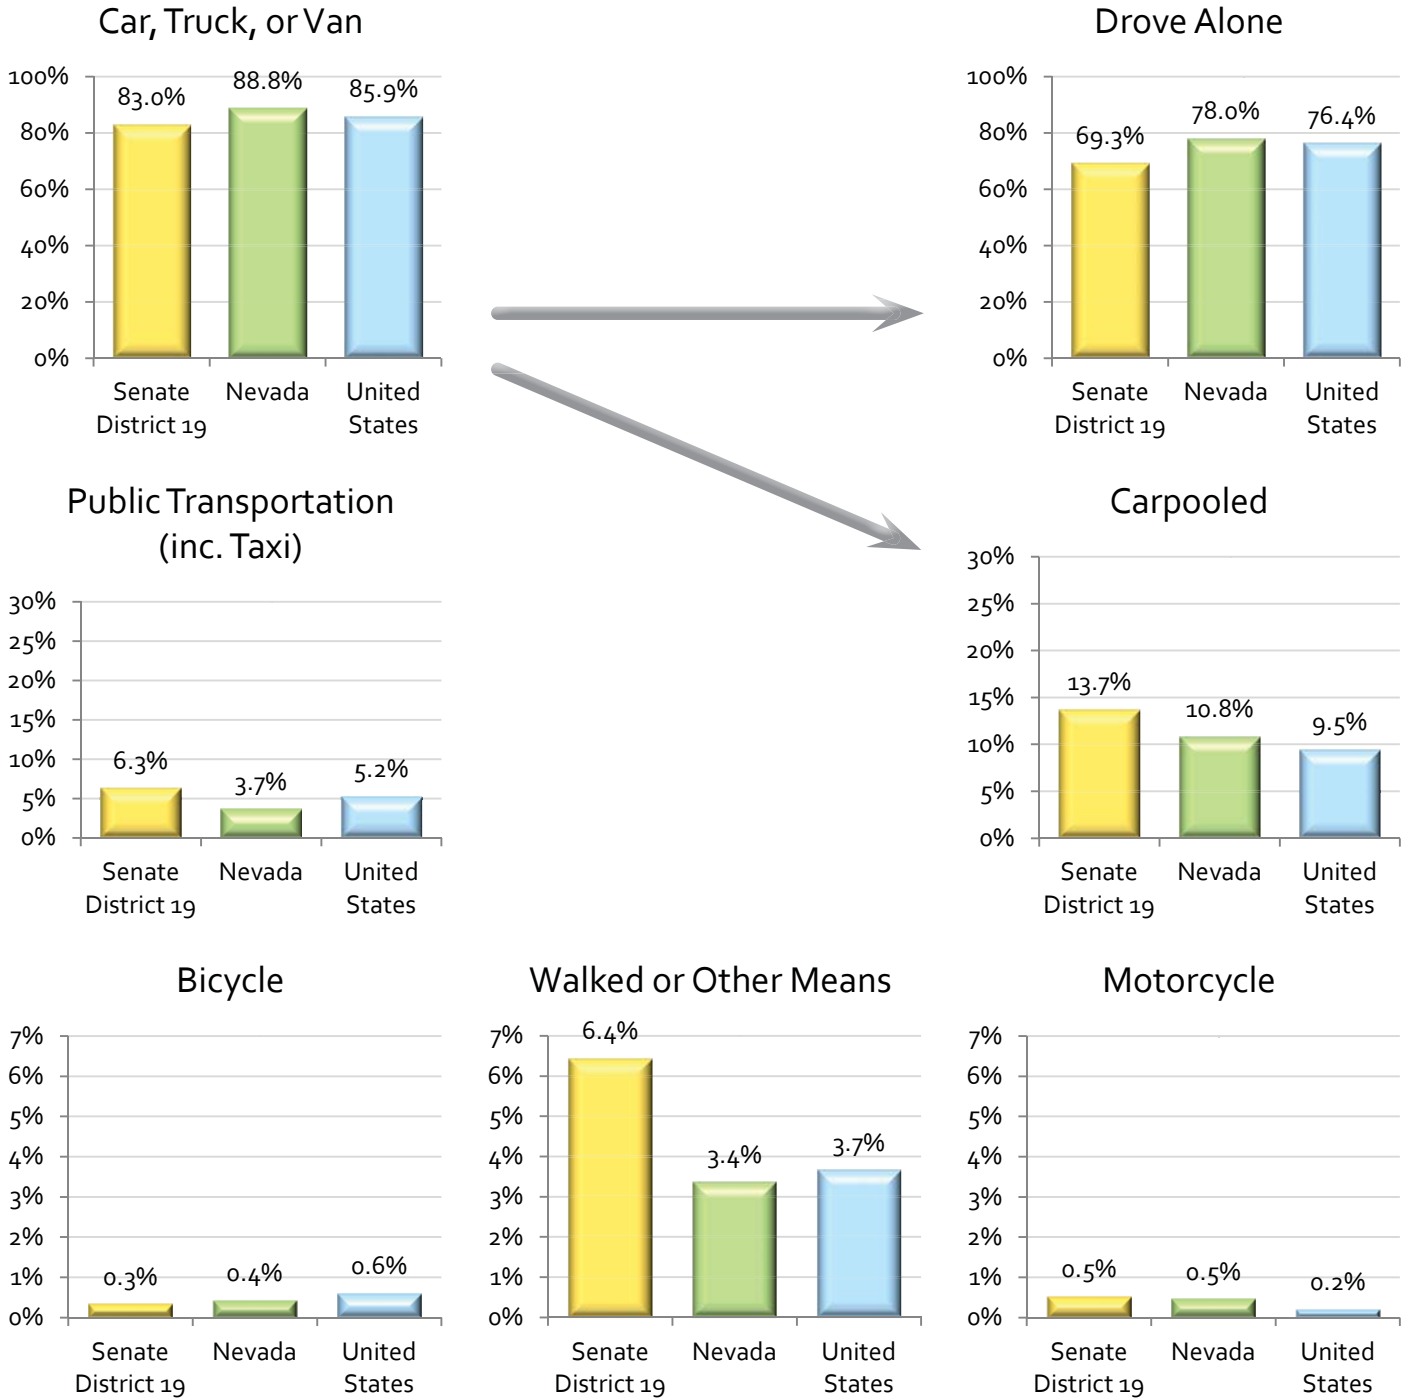 Car, Truck, or Van
100%
80%
60%
40%
20%
0%
83.0%
88.8%
85.9%
Senate
District 19
Nevada
United
States
Drove Alone
100%
80%
60%
40%
20%
0%
69.3%
78.0%
76.4%
Senate
District 19
Nevada
United
States
Public Transportation
(inc. Taxi)
30%
25%
20%
15%
10%
5%
0%
6.3%
3.7%
5.2%
Senate
District 19
Nevada
United
States
Carpooled
30%
25%
20%
15%
10%
5%
0%
13.7%
10.8%
9.5%
Senate
District 19
Nevada
United
States
Bicycle
7%
6%
5%
4%
3%
2%
1%
0%
0.3%
0.4%
0.6%
Senate
District 19
Nevada
United
States
Walked or Other Means
7%
6%
5%
4%
3%
2%
1%
0%
6.4%
3.4%
3.7%
Senate
District 19
Nevada
United
States
Motorcycle
7%
6%
5%
4%
3%
2%
1%
0%
0.5%
0.5%
0.2%
Senate
District 19
Nevada
United
States